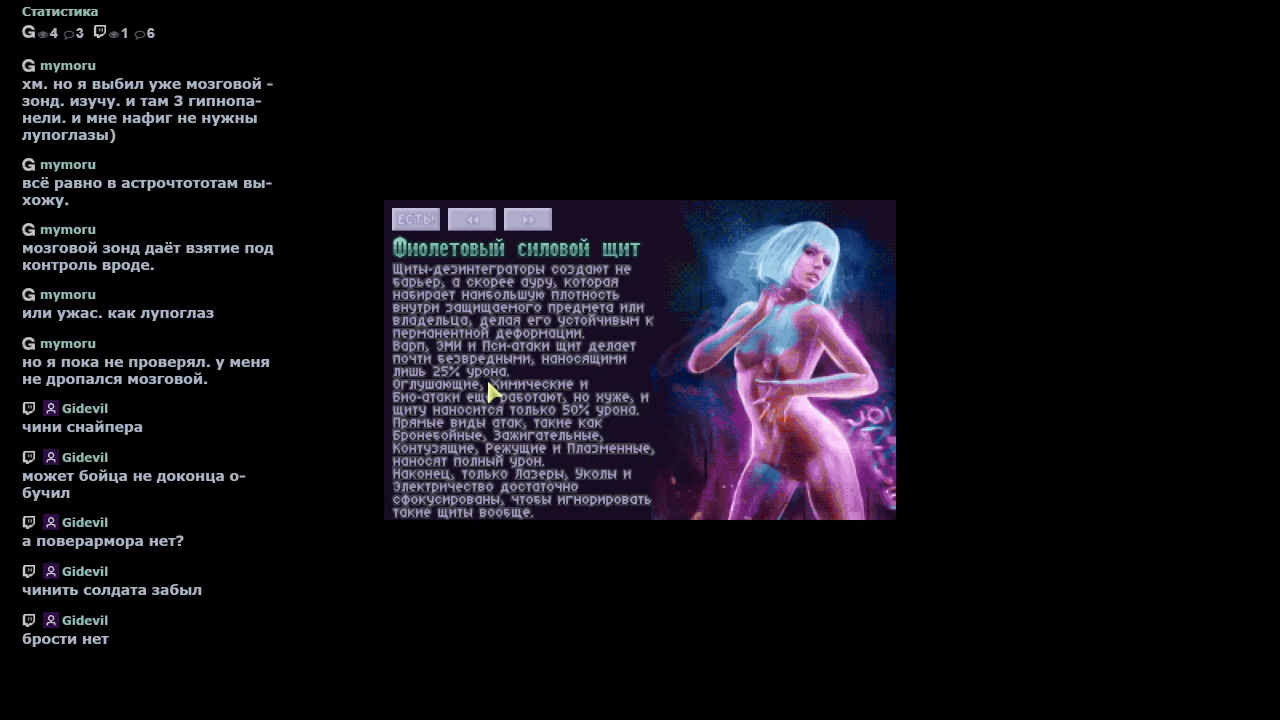 Статистика
4 3 1 6
mymoru
хм. но я выбил уже мозговой -
зонд. изучу. и там 3 гипнопа-
нели. и мне нафиг не нужны
лупоглазы)
mymoru
всё равно в астрочтототам вы-
хожу.
mymoru
мозговой зонд даёт взятие под
контроль вроде.
mymoru
или ужас. как лупоглаз
mymoru
но я пока не проверял. у меня
не дропался мозговой.
Gidevil
чини снайпера
Gidevil
может бойца не доконца о-
бучил
Gidevil
а поверармора нет?
Gidevil
чинить солдата забыл
Gidevil
брости нет
ЕСТЬ!
Фиолетовый силовой щит
Щиты-дезинтеграторы создают не
барьер, а скорее ауру, которая
набирает наибольшую плотность
внутри защищаемого предмета или
владельца, делая его устойчивым к
перманентной деформации.
Варп, ЭМИ и Пси-атаки щит делает
почти безвредными, наносящими
лишь 25% урона.
Оглушающие, Химические и
Био-атаки ещё работают, но хуже, и
щиту наносится только 50% урона.
Прямые виды атак, такие как
Бронебойные, Зажигательные,
Контузящие, Режущие и Плазменные,
наносят полный урон.
Наконец, только Лазеры, Уколы и
Электричество достаточно
сфокусированы, чтобы игнорировать
такие щиты вообще.